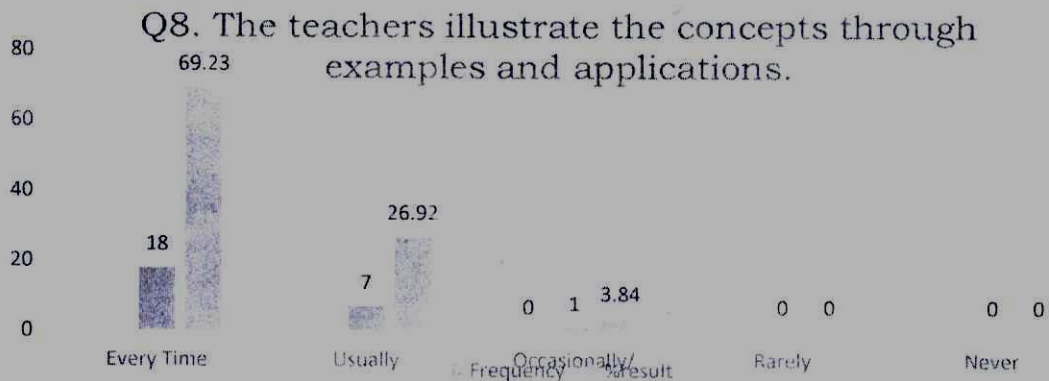 Q8. The teachers illustrate the concepts through
examples and applications.
80
60
40
20
0
18
69.23
7
26.92
0
1
3.84
0
0
0
0
Every Time
Usually
Occasionally/
Rarely
Never
Frequency
%result